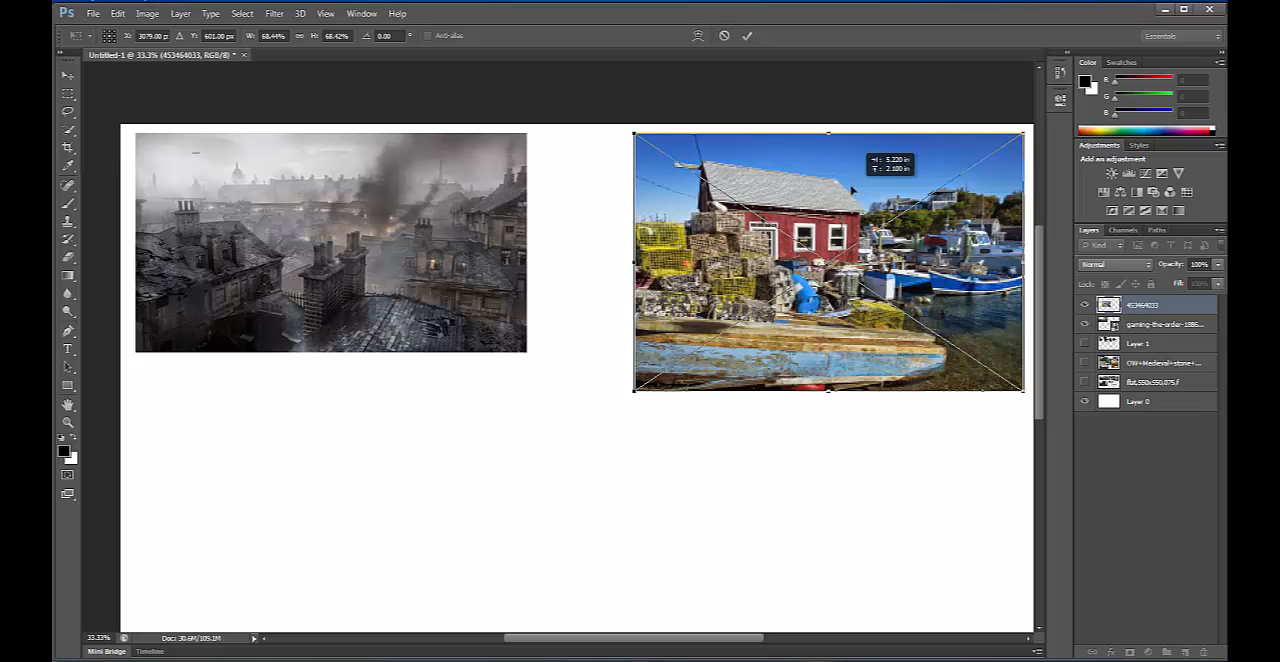 Ps File Edit Image Layer Type Select Filter 3D View Window Help
X: 3079.00 p: Y: 601.00 px W: 68.44% H: 68.42% 0.00 ° Anti-alias Essentials
Untitled-1 @ 33.3% (453464033, RGB/8) * ×
Color Swatches
R 0
G 0
B 0
Adjustments Styles
Add an adjustment
H: 5.220 in
2.100 in
Layers Channels Paths
Kind
Normal Opacity: 100%
Lock: Fill: 100%
453464033
gaming-the-order-1886...
Layer 1
OW+Medieval+stone+...
flat,550x550,075,f
Layer 0
33.33% Doc: 30.6M/109.1M
Mini Bridge Timeline